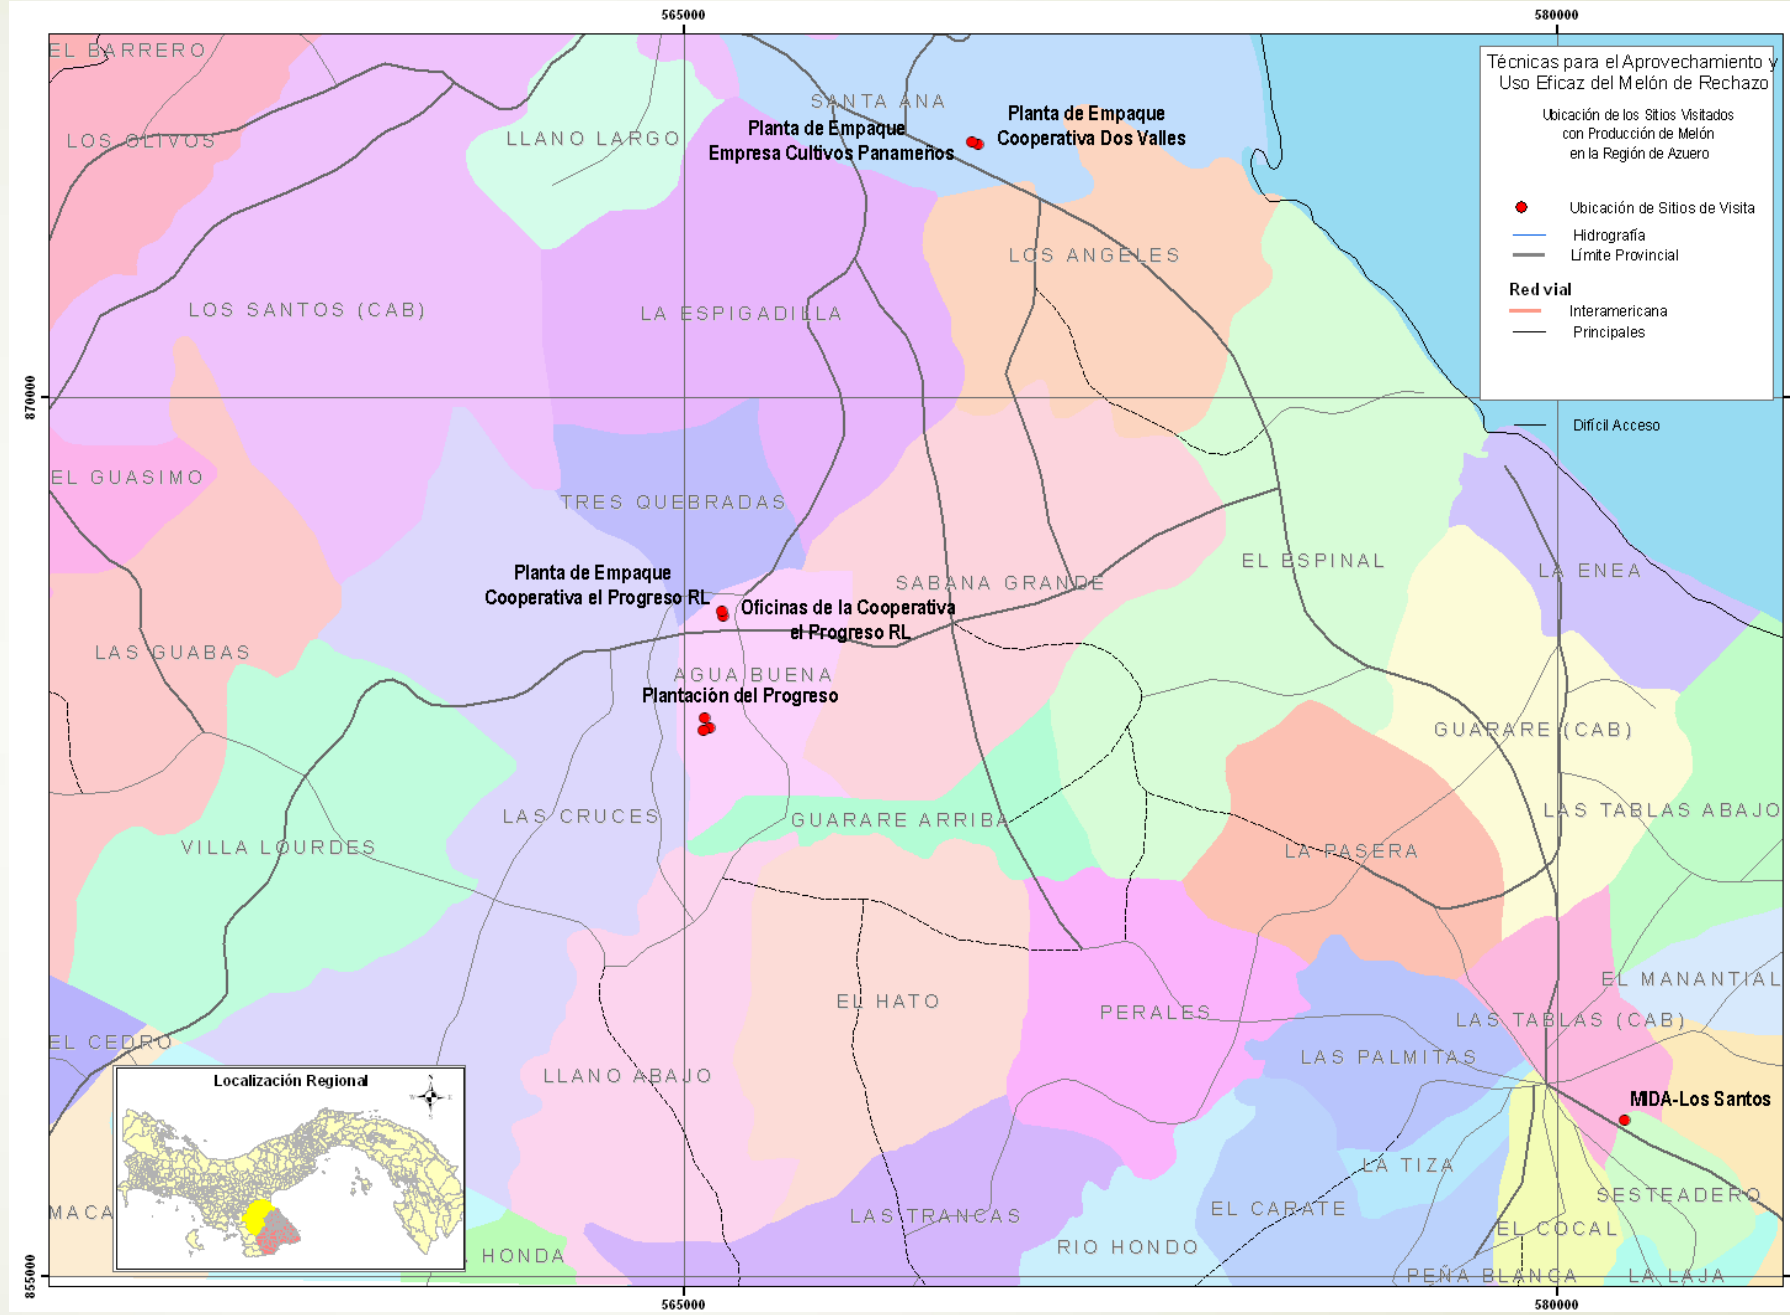 565000
580000
EL BARRERO
LOS OLIVOS
LLANO LARGO
SANTA ANA
Planta de Empaque
Empresa Cultivos Panameños
Planta de Empaque
Cooperativa Dos Valles
Técnicas para el Aprovechamiento y
Uso Eficaz del Melón de Rechazo
Ubicación de los Sitios Visitados
con Producción de Melón
en la Región de Azuero
Ubicación de Sitios de Visita
Hidrografía
Límite Provincial
Red vial
Interamericana
Principales
Difícil Acceso
LOS SANTOS (CAB)
LA ESPIGADILLA
LOS ANGELES
870000
EL GUASIMO
TRES QUEBRADAS
Planta de Empaque
Cooperativa el Progreso RL
Oficinas de la Cooperativa
el Progreso RL
SABANA GRANDE
EL ESPINAL
LA ENEA
LAS GUABAS
AGUA BUENA
Plantación del Progreso
GUARARE (CAB)
LAS CRUCES
GUARARE ARRIBA
LAS TABLAS ABAJO
VILLA LOURDES
LA PASERA
EL HATO
PERALES
EL MANANTIAL
LAS TABLAS (CAB)
EL CEDRO
LLANO ABAJO
LAS PALMITAS
Localización Regional
MIDA-Los Santos
LA TIZA
SESTEADERO
MACA
LAS TRANCAS
EL CARATE
EL COCAL
HONDA
RIO HONDO
PEÑA BLANCA
LA LAJA
855000
565000
580000